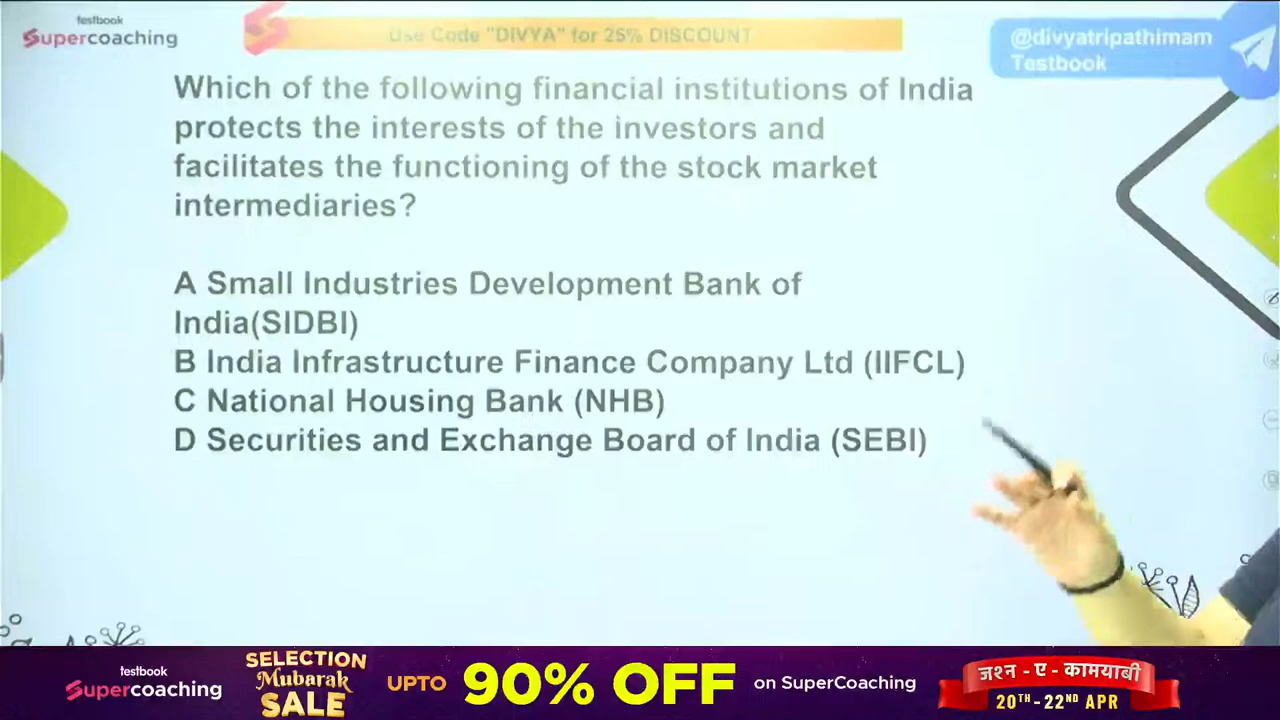 testbook
Supercoaching
Use Code "DIVYA" for 25% DISCOUNT
@divyatripathimam
Testbook
Which of the following financial institutions of India
protects the interests of the investors and
facilitates the functioning of the stock market
intermediaries?
A Small Industries Development Bank of
India(SIDBI)
B India Infrastructure Finance Company Ltd (IIFCL)
C National Housing Bank (NHB)
D Securities and Exchange Board of India (SEBI)
testbook
Supercoaching
SELECTION
Mubarak
SALE
UPTO 90% OFF on SuperCoaching
जश्न - ए - कामयाबी
20TH - 22ND APR